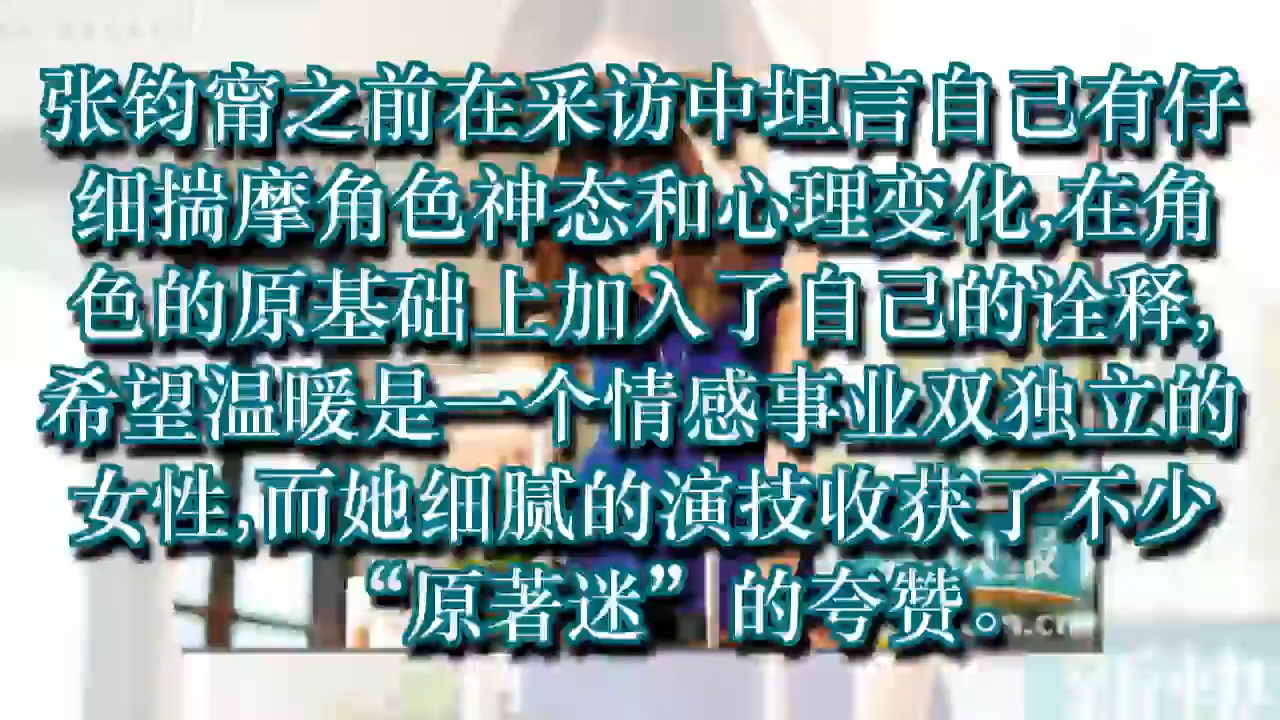 张钧甯之前在采访中坦言自己有仔
细揣摩角色神态和心理变化,在角
色的原基础上加入了自己的诠释,
希望温暖是一个情感事业双独立的
女性,而她细腻的演技收获了不少
“原著迷”的夸赞。